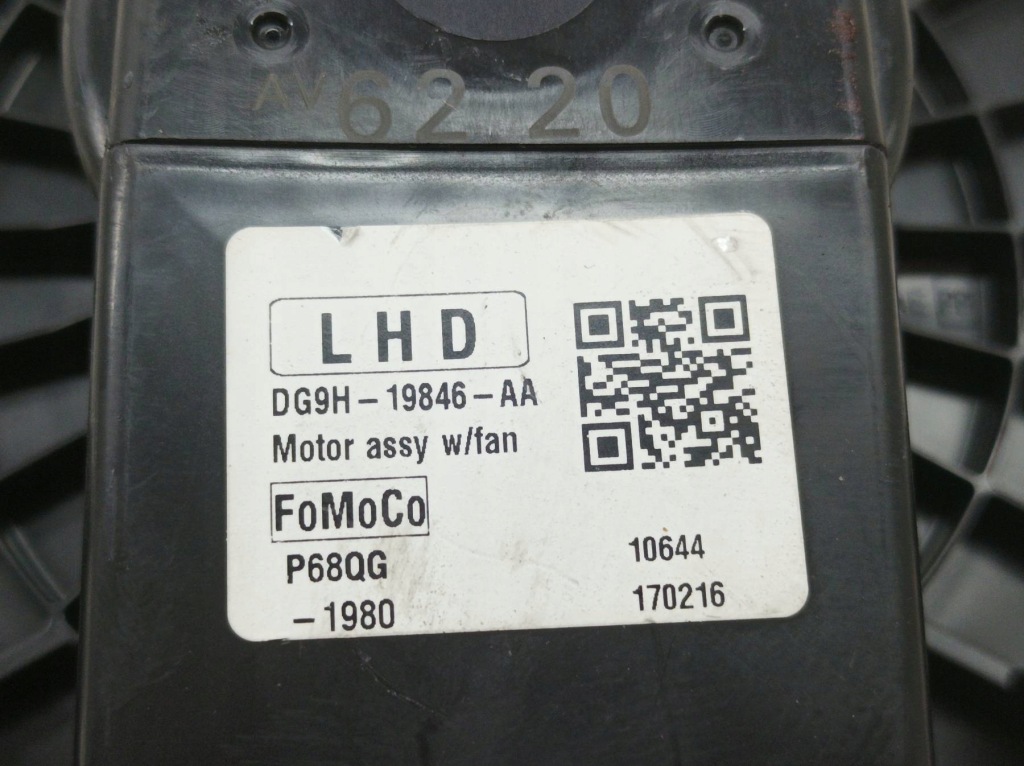 AV 62 20
LHD
DG9H-19846-AA
Motor assy w/fan
FoMoCo
P68QG
-1980
10644
170216